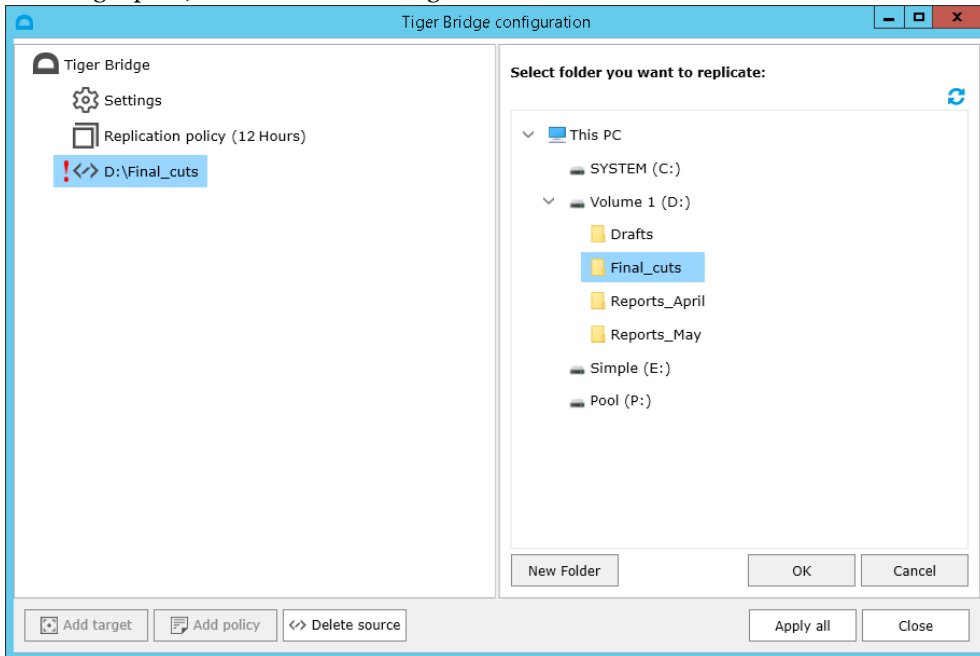 Tiger Bridge configuration
Tiger Bridge
Settings
Replication policy (12 Hours)
! D:\Final_cuts
Select folder you want to replicate:
This PC
SYSTEM (C:)
Volume 1 (D:)
Drafts
Final_cuts
Reports_April
Reports_May
Simple (E:)
Pool (P:)
New Folder
OK
Cancel
Add target
Add policy
Delete source
Apply all
Close